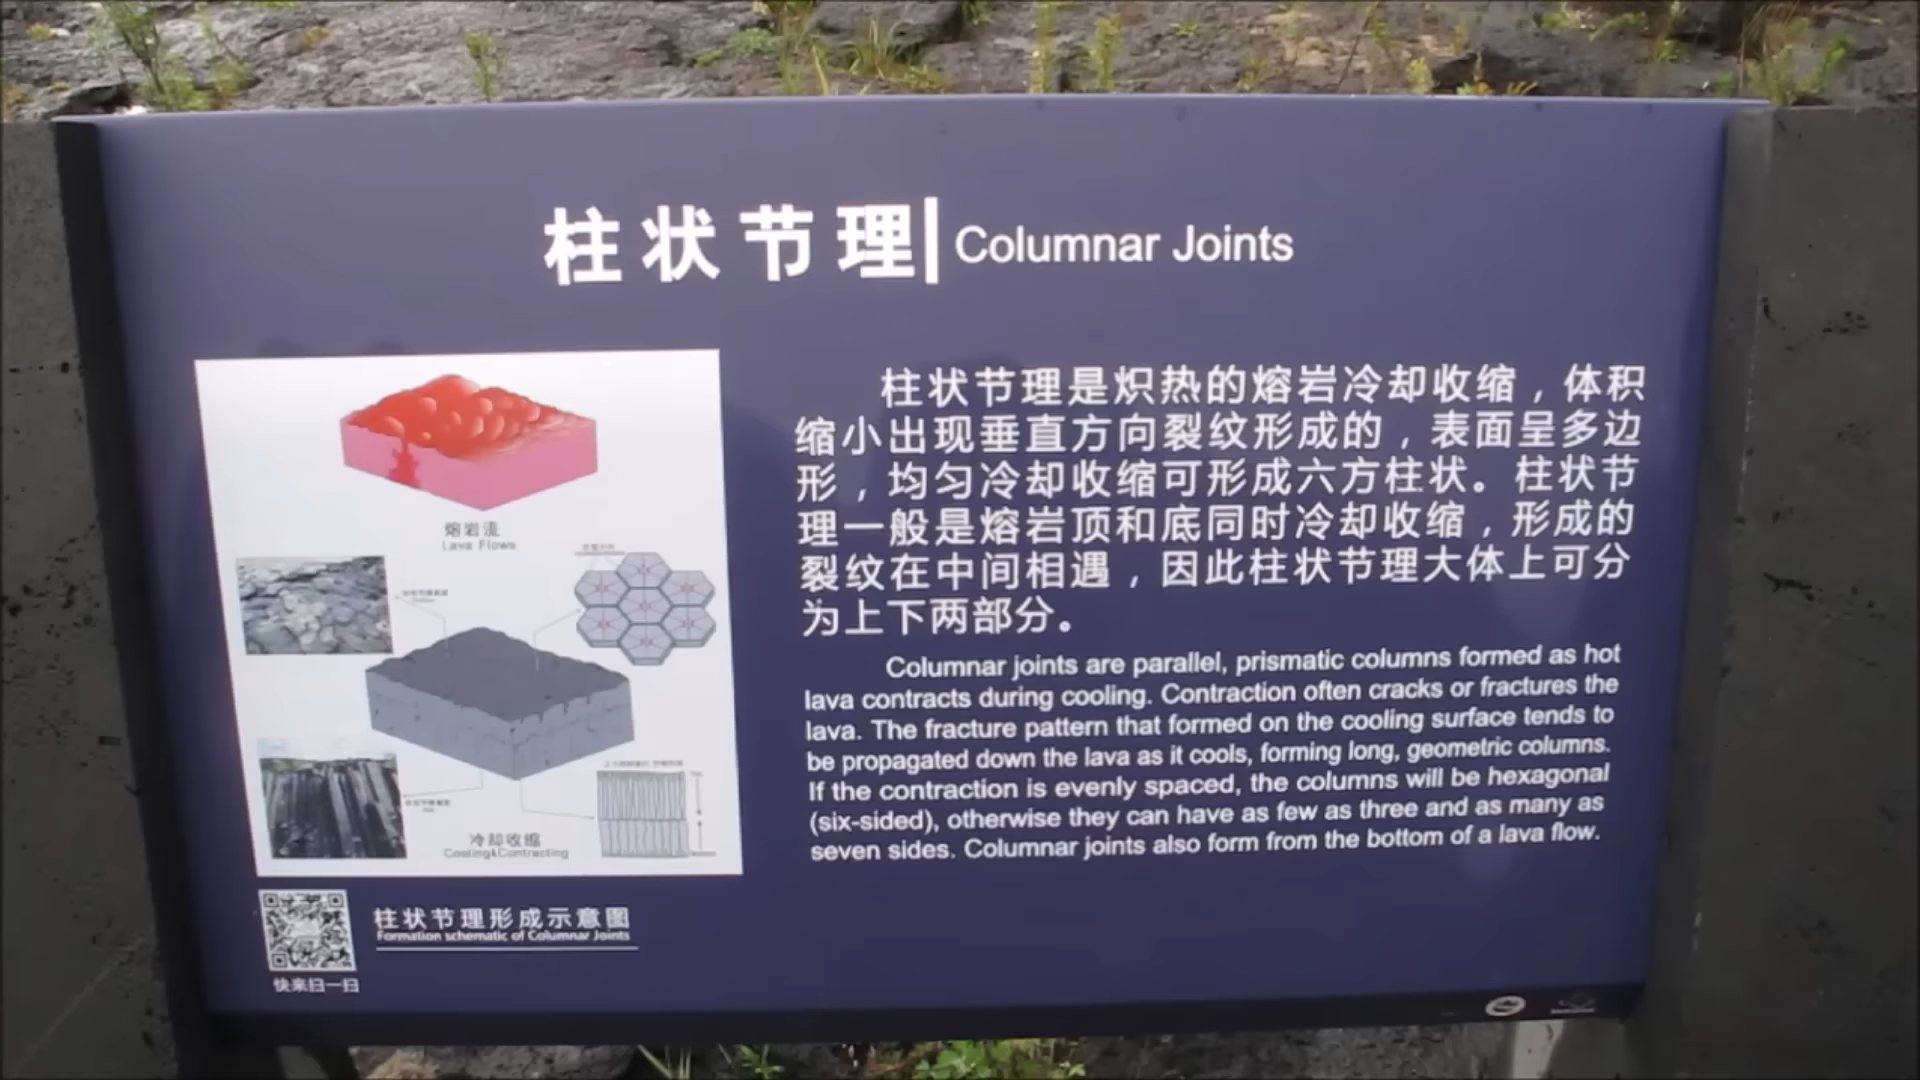 柱状节理 Columnar Joints
柱状节理是炽热的熔岩冷却收缩，体积
缩小出现垂直方向裂纹形成的，表面呈多边
形，均匀冷却收缩可形成六方柱状。柱状节
理一般是熔岩顶和底同时冷却收缩，形成的
裂纹在中间相遇，因此柱状节理大体上可分
为上下两部分。
Columnar joints are parallel, prismatic columns formed as hot
lava contracts during cooling. Contraction often cracks or fractures the
lava. The fracture pattern that formed on the cooling surface tends to
be propagated down the lava as it cools, forming long, geometric columns.
If the contraction is evenly spaced, the columns will be hexagonal
(six-sided), otherwise they can have as few as three and as many as
seven sides. Columnar joints also form from the bottom of a lava flow.
熔岩流
Lava Flows
冷却收缩
Cooling&Contracting
柱状节理形成示意图
Formation schematic of Columnar Joints
快来扫一扫